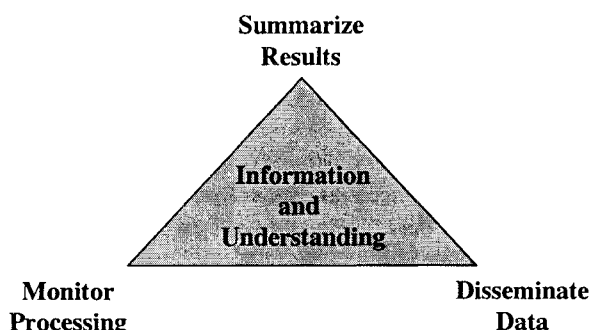 Summarize
Results
Information
and
Understanding
Monitor
Processing
Disseminate
Data